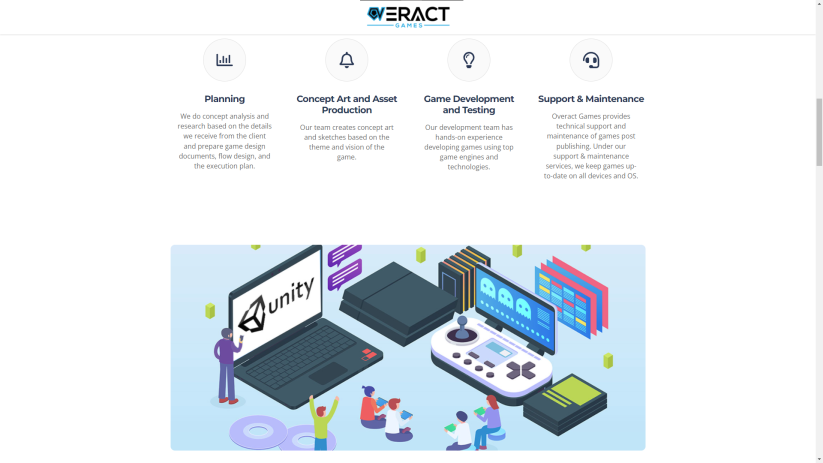 OVERACT
GAMES
Planning
We do concept analysis and
research based on the details
we receive from the client
and prepare game design
documents, flow design, and
the execution plan.
Concept Art and Asset
Production
Our team creates concept art
and sketches based on the
theme and vision of the
game.
Game Development
and Testing
Our development team has
hands-on experience
developing games using top
game engines and
technologies.
Support & Maintenance
Overact Games provides
technical support and
maintenance of games post
publishing. Under our
support & maintenance
services, we keep games up-
to-date on all devices and OS.
unity